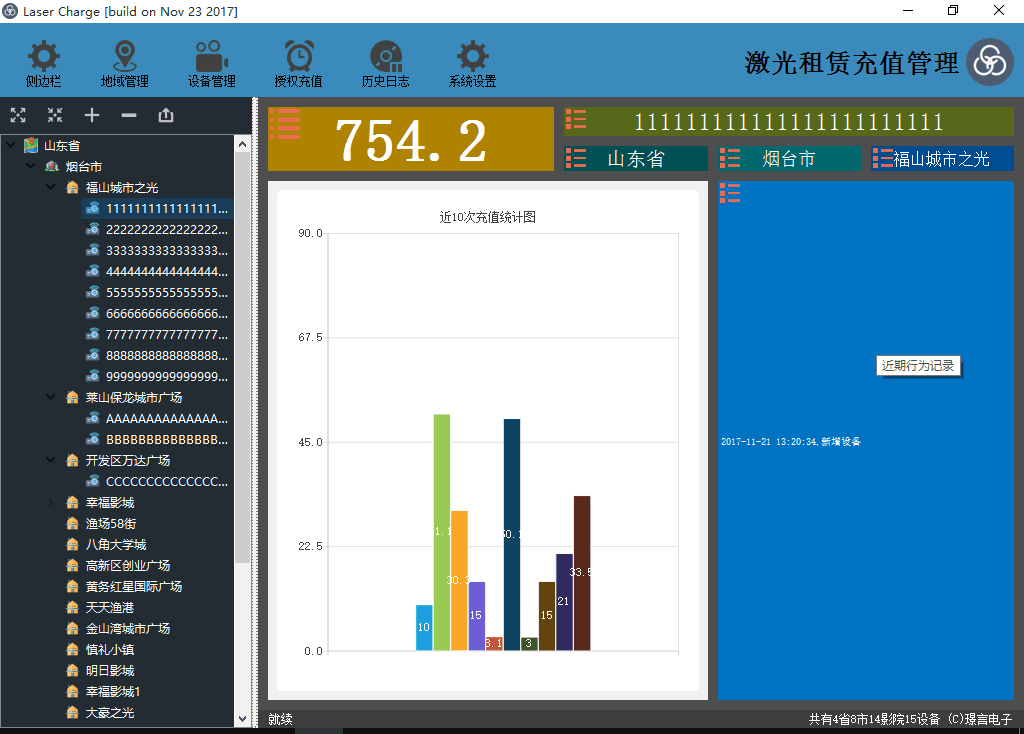 Laser Charge [build on Nov 23 2017]
侧边栏 地域管理 设备管理 授权充值 历史日志 系统设置
激光租赁充值管理
山东省
烟台市
福山城市之光
1111111111111111...
2222222222222222...
3333333333333333...
4444444444444444...
5555555555555555...
6666666666666666...
7777777777777777...
8888888888888888...
9999999999999999...
莱山保龙城市广场
AAAAAAAAAAAAAA...
BBBBBBBBBBBBBB...
开发区万达广场
CCCCCCCCCCCCCC...
幸福影城
渔场58街
八角大学城
高新区创业广场
黄务红星国际广场
天天渔港
金山湾城市广场
慎礼小镇
明日影城
幸福影城1
大豪之光
754.2
111111111111111111111111
山东省 烟台市 福山城市之光
近10次充值统计图
90.0
67.5
45.0
22.5
0.0
10
30.3
15
3
15
21
33.5
近期行为记录
2017-11-21 13:20:34,新增设备
就续
共有4省8市14影院15设备 (C)璟言电子